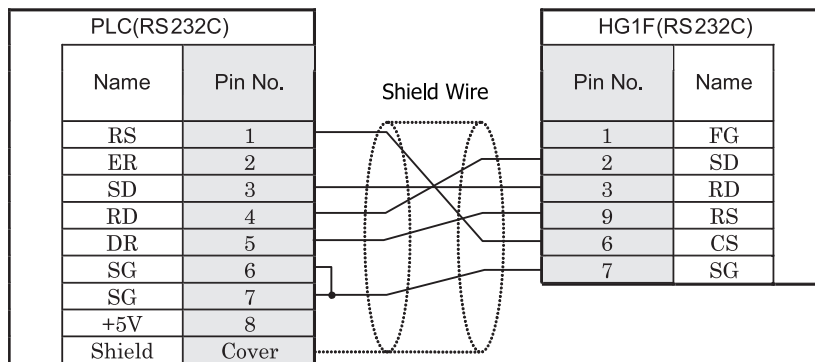 PLC(RS232C)
HG1F(RS232C)
Name Pin No.
Shield Wire
Pin No. Name
RS 1
1 FG
ER 2
2 SD
SD 3
3 RD
RD 4
9 RS
DR 5
6 CS
SG 6
7 SG
SG 7
+5V 8
Shield Cover